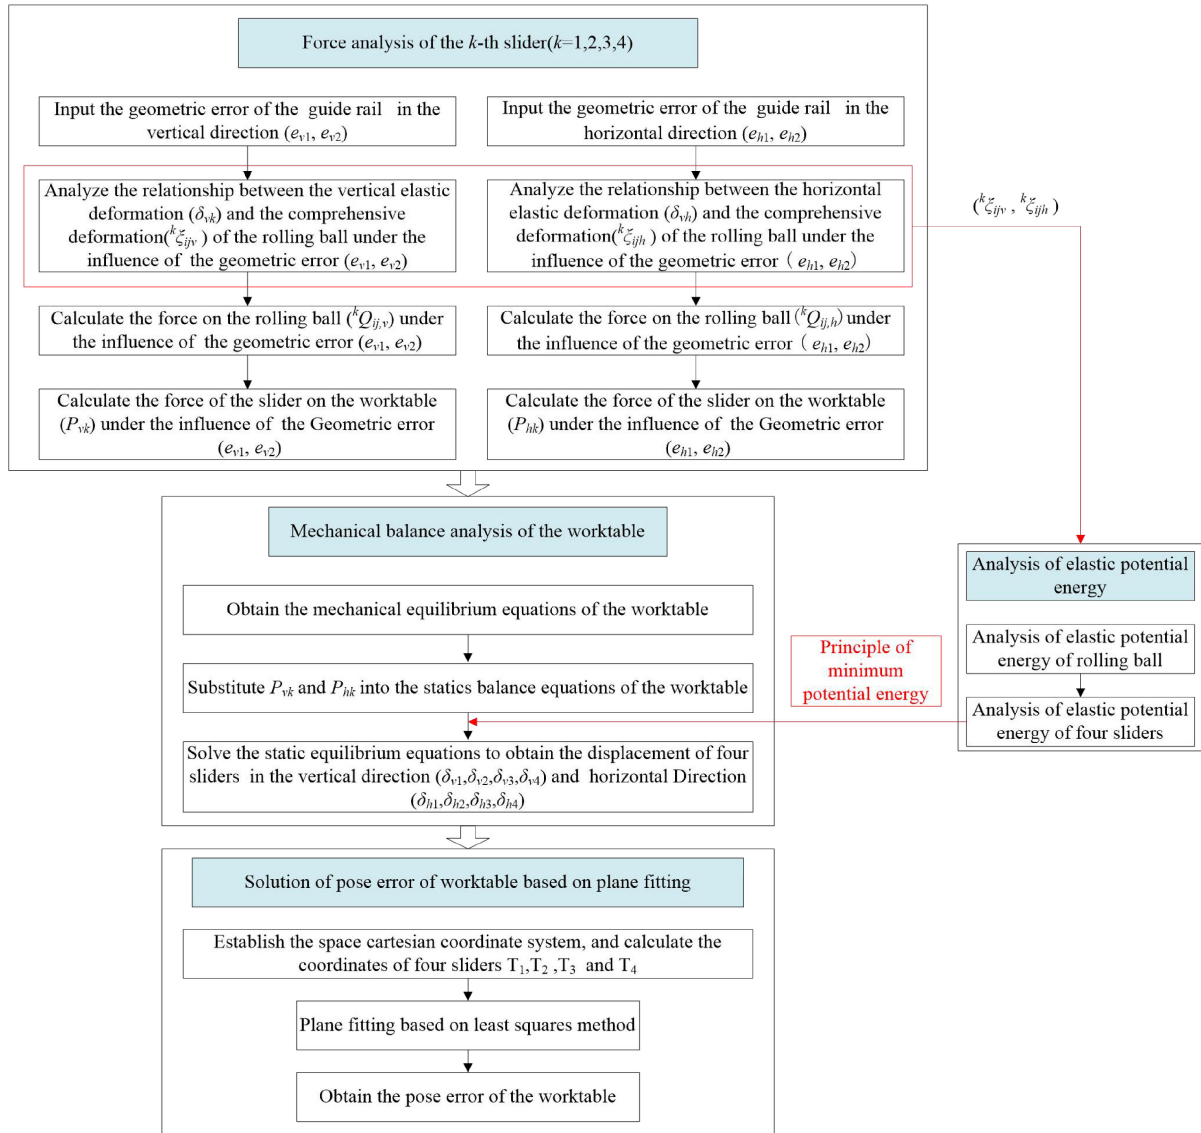 Force analysis of the k-th slider(k=1,2,3,4)
Input the geometric error of the guide rail in the
vertical direction (ev1, ev2)
Input the geometric error of the guide rail in the
horizontal direction (eh1, eh2)
Analyze the relationship between the vertical elastic
deformation (δvk) and the comprehensive
deformation(kξijv) of the rolling ball under the
influence of the geometric error (ev1, ev2)
Analyze the relationship between the horizontal
elastic deformation (δvh) and the comprehensive
deformation(kξijh) of the rolling ball under the
influence of the geometric error ( eh1, eh2)
(kξijv , kξijh)
Calculate the force on the rolling ball (kQij,v) under
the influence of the geometric error (ev1, ev2)
Calculate the force on the rolling ball (kQij,h) under
the influence of the geometric error ( eh1, eh2)
Calculate the force of the slider on the worktable
(Pvk) under the influence of the Geometric error
(ev1, ev2)
Calculate the force of the slider on the worktable
(Phk) under the influence of the Geometric error
(eh1, eh2)
Mechanical balance analysis of the worktable
Obtain the mechanical equilibrium equations of the worktable
Substitute Pvk and Phk into the statics balance equations of the worktable
Solve the static equilibrium equations to obtain the displacement of four
sliders in the vertical direction (δv1,δv2,δv3,δv4) and horizontal Direction
(δh1,δh2,δh3,δh4)
Principle of
minimum
potential energy
Analysis of elastic potential
energy
Analysis of elastic potential
energy of rolling ball
Analysis of elastic potential
energy of four sliders
Solution of pose error of worktable based on plane fitting
Establish the space cartesian coordinate system, and calculate the
coordinates of four sliders T1,T2 ,T3 and T4
Plane fitting based on least squares method
Obtain the pose error of the worktable